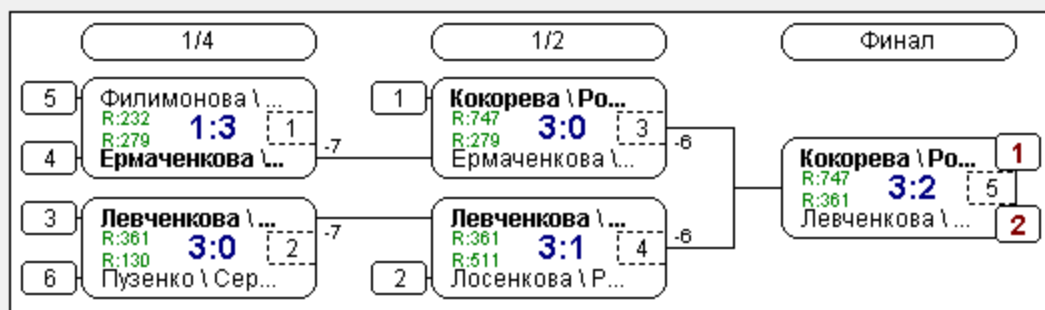 1/4
1/2
Финал
5
Филимонова \ ...
R:232
1:3
1
R:279
4
Ермаченкова \...
-7
1
Кокорева \ Ро...
R:747
3:0
3
R:279
Ермаченкова \...
-6
3
Левченкова \ ...
R:361
3:0
2
R:130
6
Пузенко \ Сер...
-7
Левченкова \ ...
R:361
3:1
4
R:511
2
Лосенкова \ Р...
-6
Кокорева \ Ро...
1
R:747
3:2
5
R:361
Левченкова \ ...
2